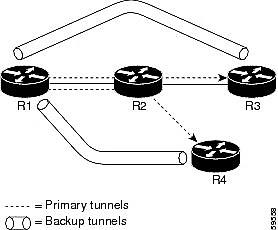 R1
R2
R3
R4
= Primary tunnels
= Backup tunnels
59558